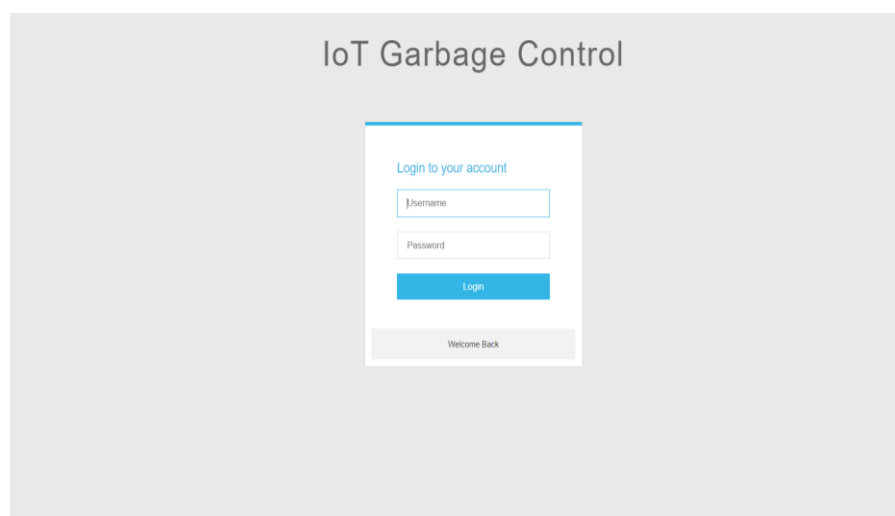 IoT Garbage Control
Login to your account
Username
Password
Login
Welcome Back